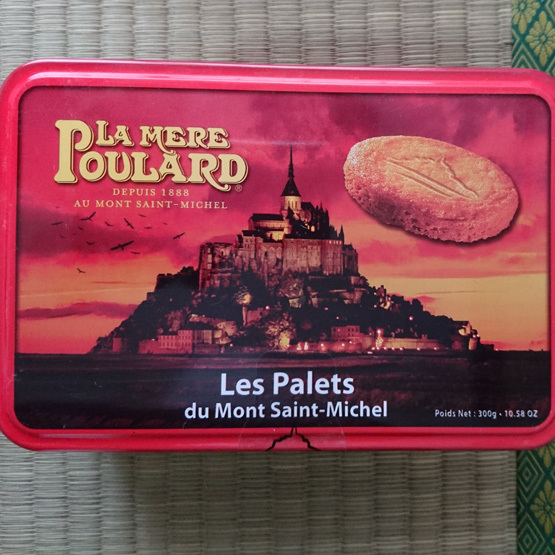 LA MERE
POULARD®
DEPUIS 1888
AU MONT SAINT-MICHEL
Les Palets
du Mont Saint-Michel
Poids Net : 300g • 10.58 OZ